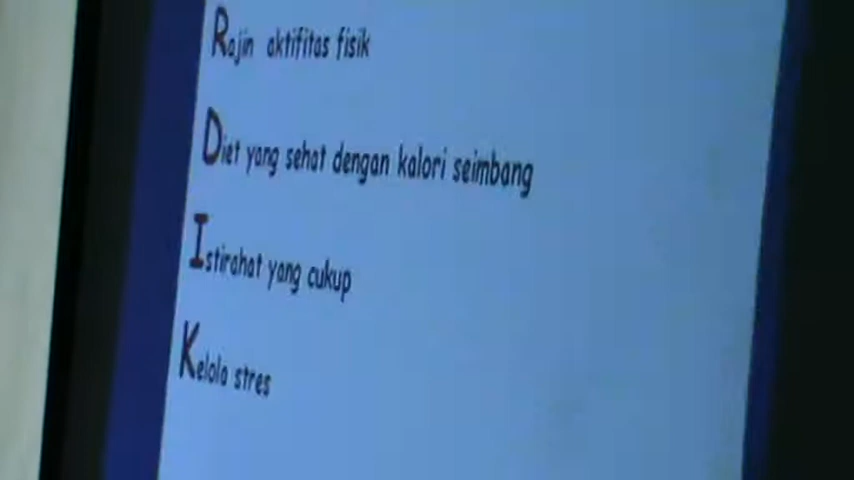 Rajin aktifitas fisik
Diet yang sehat dengan kalori seimbang
Istirahat yang cukup
Kelola stres